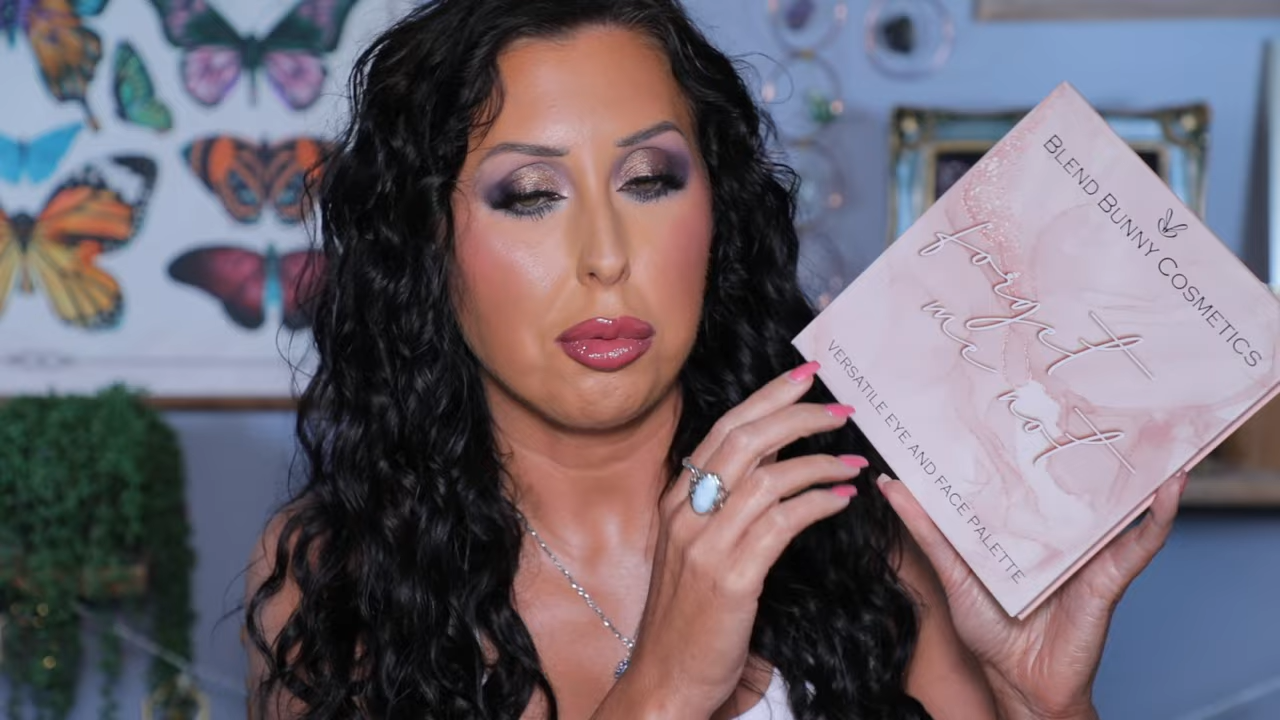 BLEND BUNNY COSMETICS
forget
me not
VERSATILE EYE AND FACE PALETTE